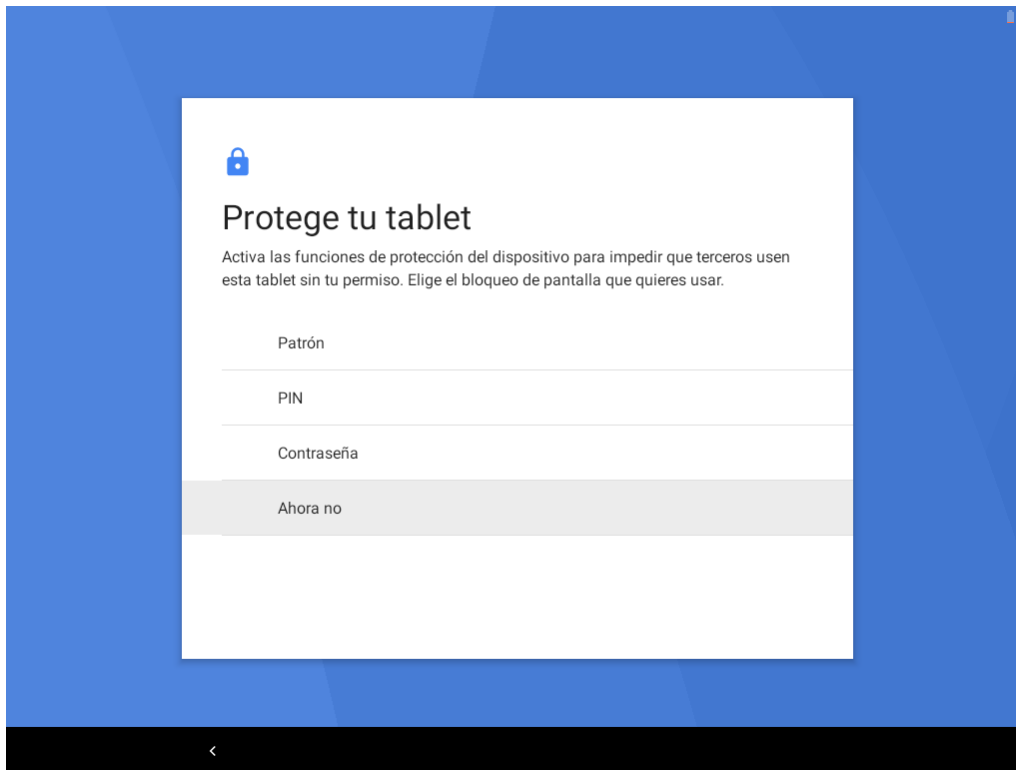 Protege tu tablet
Activa las funciones de protección del dispositivo para impedir que terceros usen
esta tablet sin tu permiso. Elige el bloqueo de pantalla que quieres usar.
Patrón
PIN
Contraseña
Ahora no